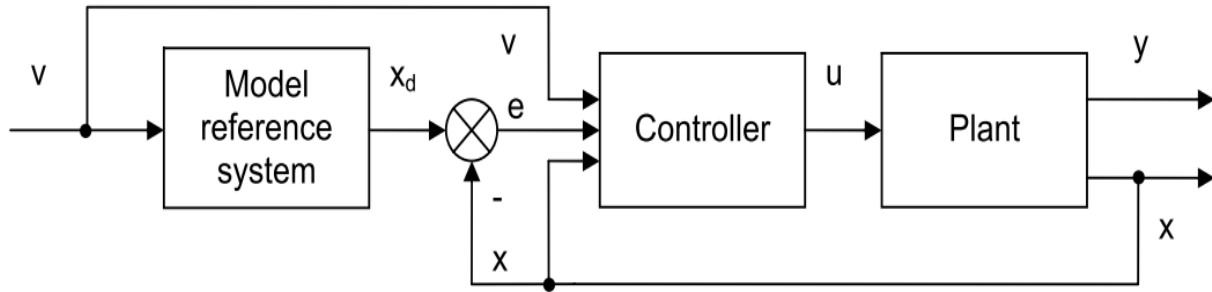 v
Model
reference
system
x_d
e
v
Controller
u
Plant
y
x
-
x